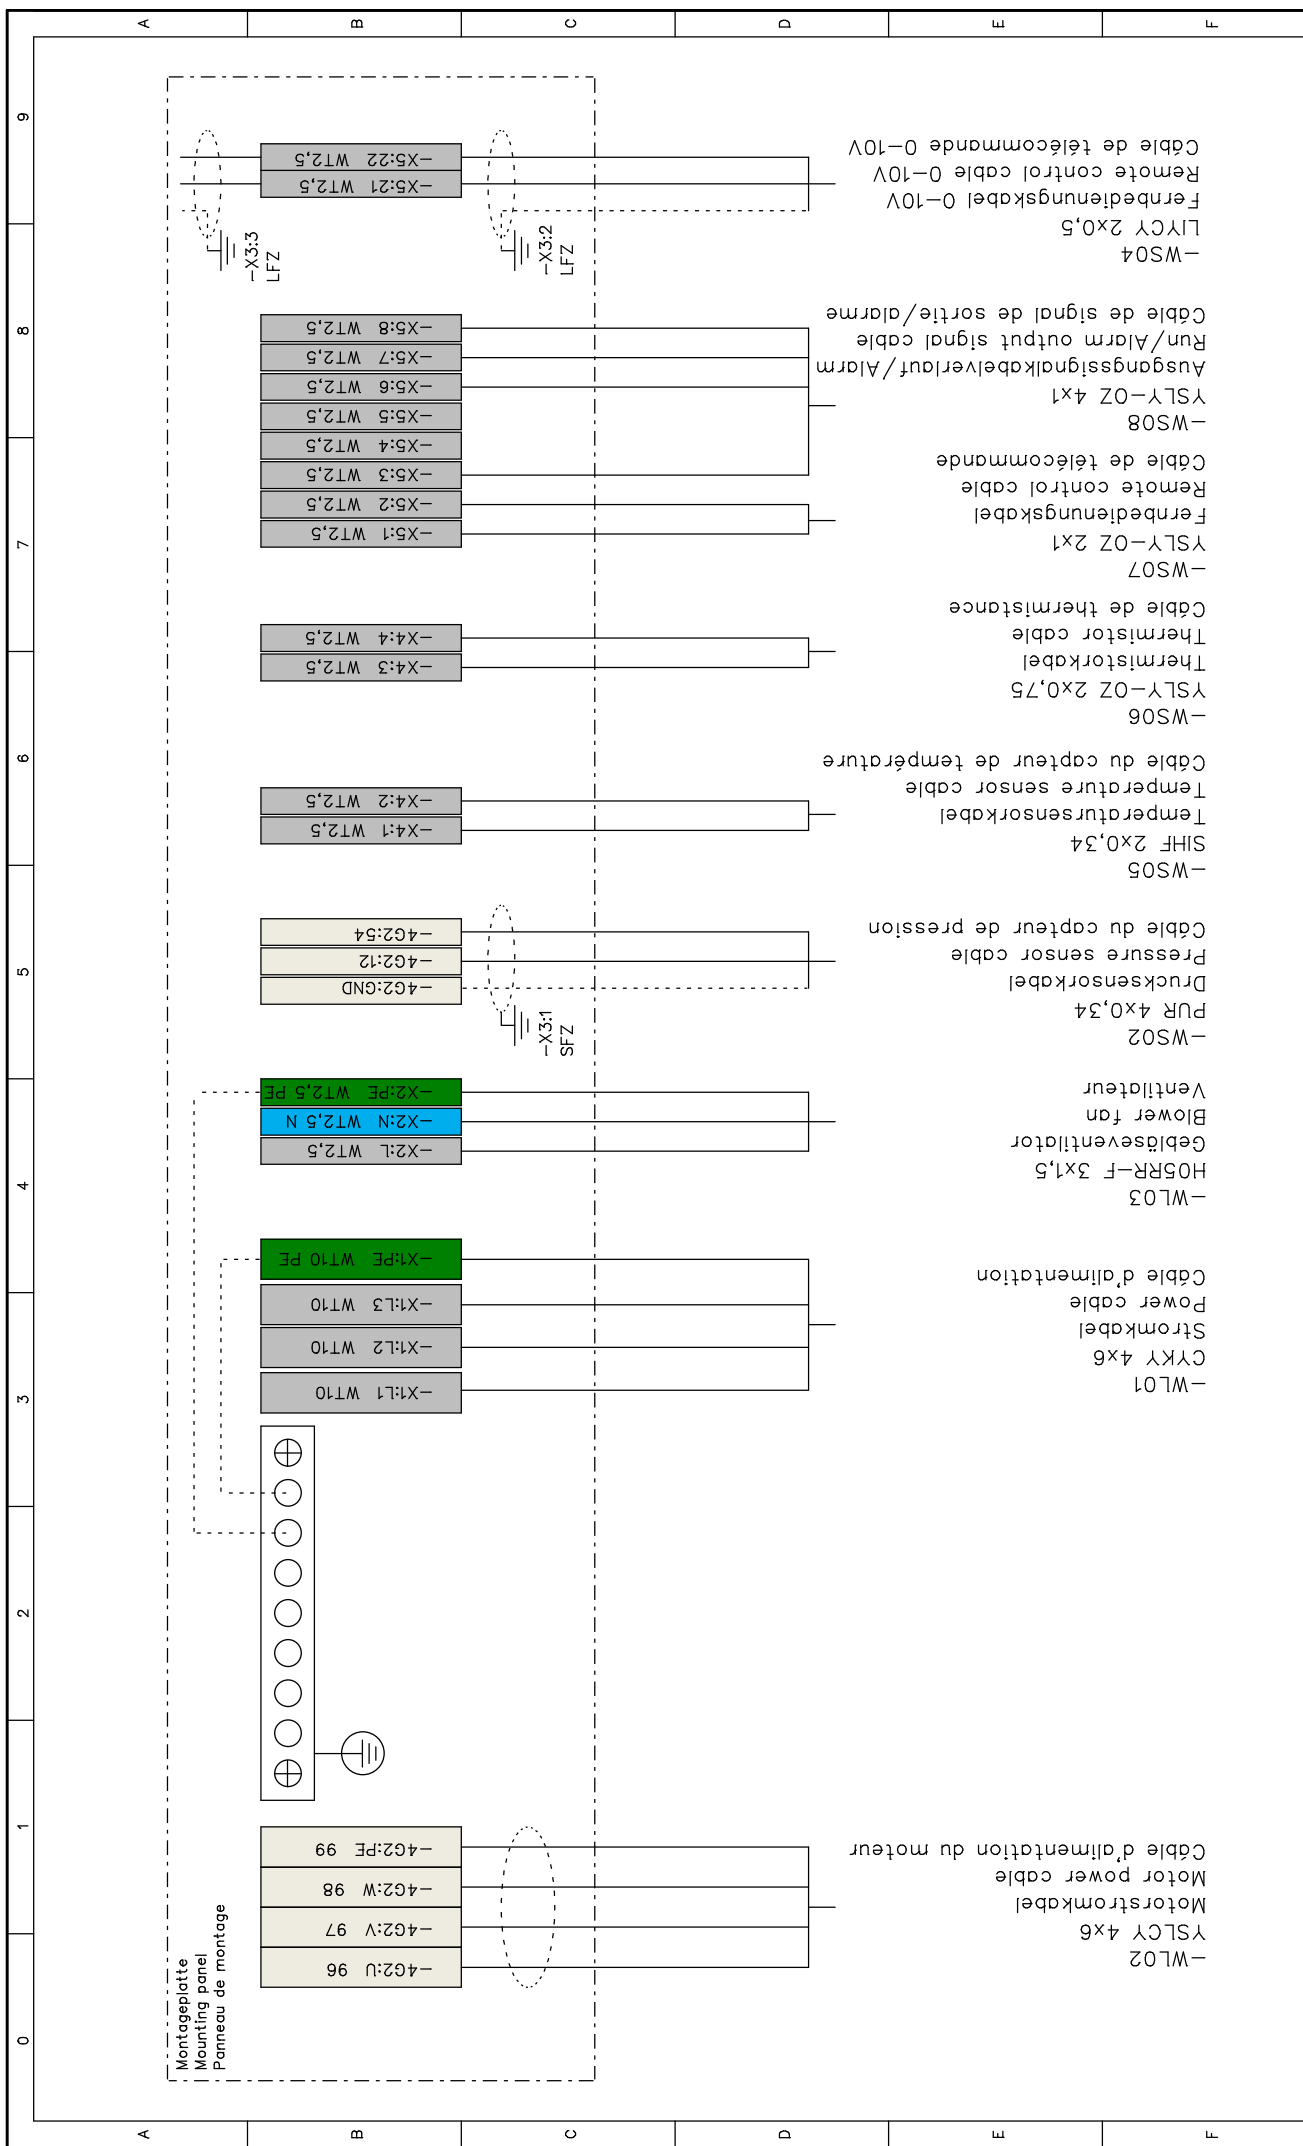 0
1
2
3
4
5
6
7
8
9
A
B
C
D
E
F
A
B
C
D
E
F
Montageplatte
Mounting panel
Panneau de montage
-4G2:U 96
-4G2:V 97
-4G2:W 98
-4G2:PE 99
-WL02
YSLCY 4x6
Motorstromkabel
Motor power cable
Câble d'alimentation du moteur
-X1:L1 WT10
-X1:L2 WT10
-X1:L3 WT10
-X1:PE WT10 PE
-WL01
CYKY 4x6
Stromkabel
Power cable
Câble d'alimentation
-X2:L WT2,5
-X2:N WT2,5 N
-X2:PE WT2,5 PE
-WL03
H05RR-F 3x1,5
Gebläseventilator
Blower fan
Ventilateur
-X3:1
SFZ
-4G2:GND
-4G2:12
-4G2:54
-WS02
PUR 4x0,34
Drucksensorkabel
Pressure sensor cable
Câble du capteur de pression
-X4:1 WT2,5
-X4:2 WT2,5
-WS05
SIHF 2x0,34
Temperatursensorkabel
Temperature sensor cable
Câble du capteur de température
-X4:3 WT2,5
-X4:4 WT2,5
-WS06
YSLY-OZ 2x0,75
Thermistorkabel
Thermistor cable
Câble de thermistance
-X5:1 WT2,5
-X5:2 WT2,5
-X5:3 WT2,5
-X5:4 WT2,5
-X5:5 WT2,5
-X5:6 WT2,5
-X5:7 WT2,5
-X5:8 WT2,5
-WS07
YSLY-OZ 2x1
Fernbedienungskabel
Remote control cable
Câble de télécommande
-WS08
YSLY-OZ 4x1
Ausgangssignalkabelverlauf/Alarm
Run/Alarm output signal cable
Câble de signal de sortie/alarme
-X3:3
LFZ
-X3:2
LFZ
-X5:21 WT2,5
-X5:22 WT2,5
-WS04
LIYCY 2x0,5
Fernbedienungskabel 0-10V
Remote control cable 0-10V
Câble de télécommande 0-10V